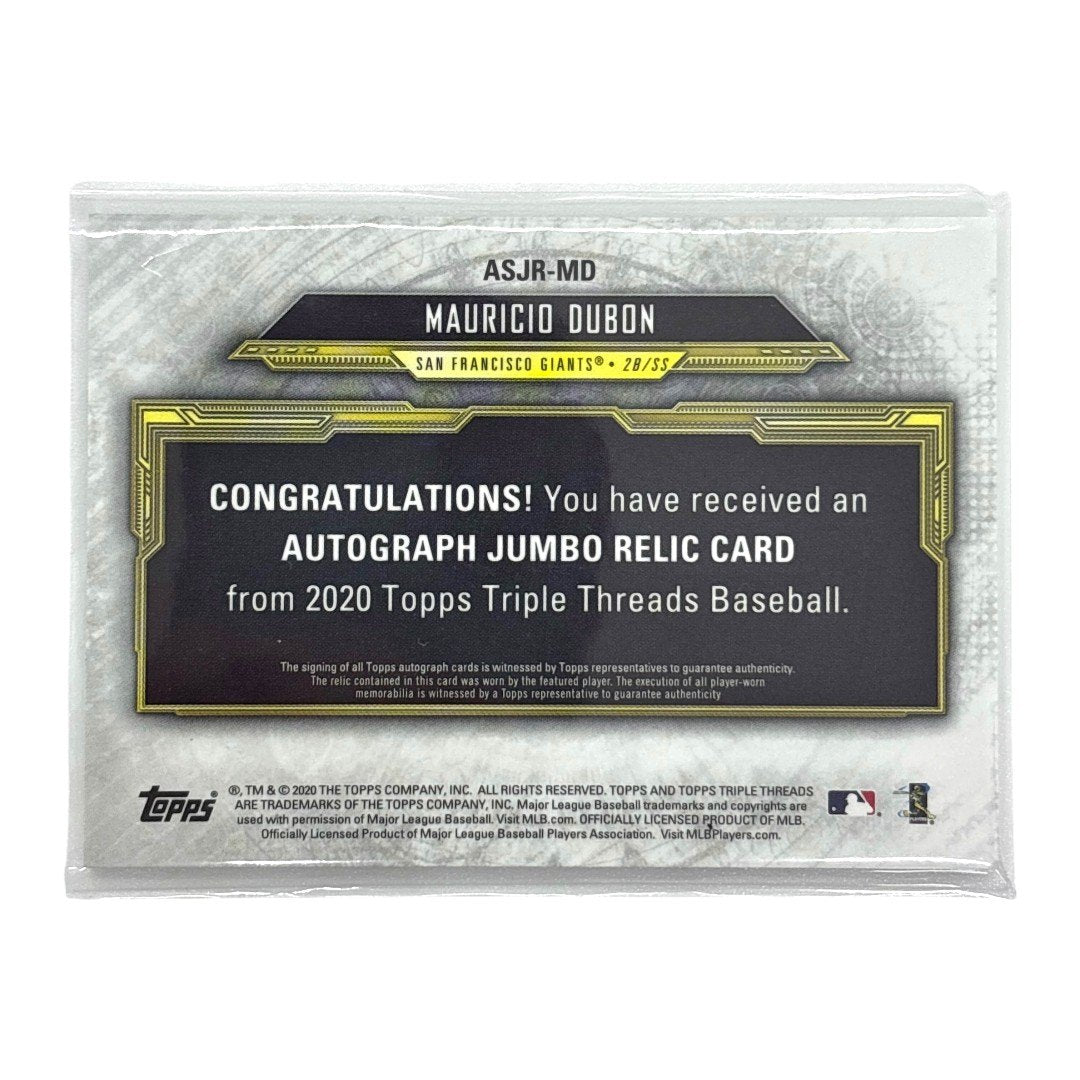 ASJR-MD
MAURICIO DUBON
SAN FRANCISCO GIANTS® • 2B/SS
CONGRATULATIONS! You have received an
AUTOGRAPH JUMBO RELIC CARD
from 2020 Topps Triple Threads Baseball.
The signing of all Topps autograph cards is witnessed by Topps representatives to guarantee authenticity.
The relic contained in this card was worn by the featured player. The execution of all player-worn
memorabilia is witnessed by a Topps representative to guarantee authenticity
Topps ®, TM & © 2020 THE TOPPS COMPANY, INC. ALL RIGHTS RESERVED. TOPPS AND TOPPS TRIPLE THREADS
ARE TRADEMARKS OF THE TOPPS COMPANY, INC. Major League Baseball trademarks and copyrights are
used with permission of Major League Baseball. Visit MLB.com. OFFICIALLY LICENSED PRODUCT OF MLB.
Officially Licensed Product of Major League Baseball Players Association. Visit MLBPlayers.com.